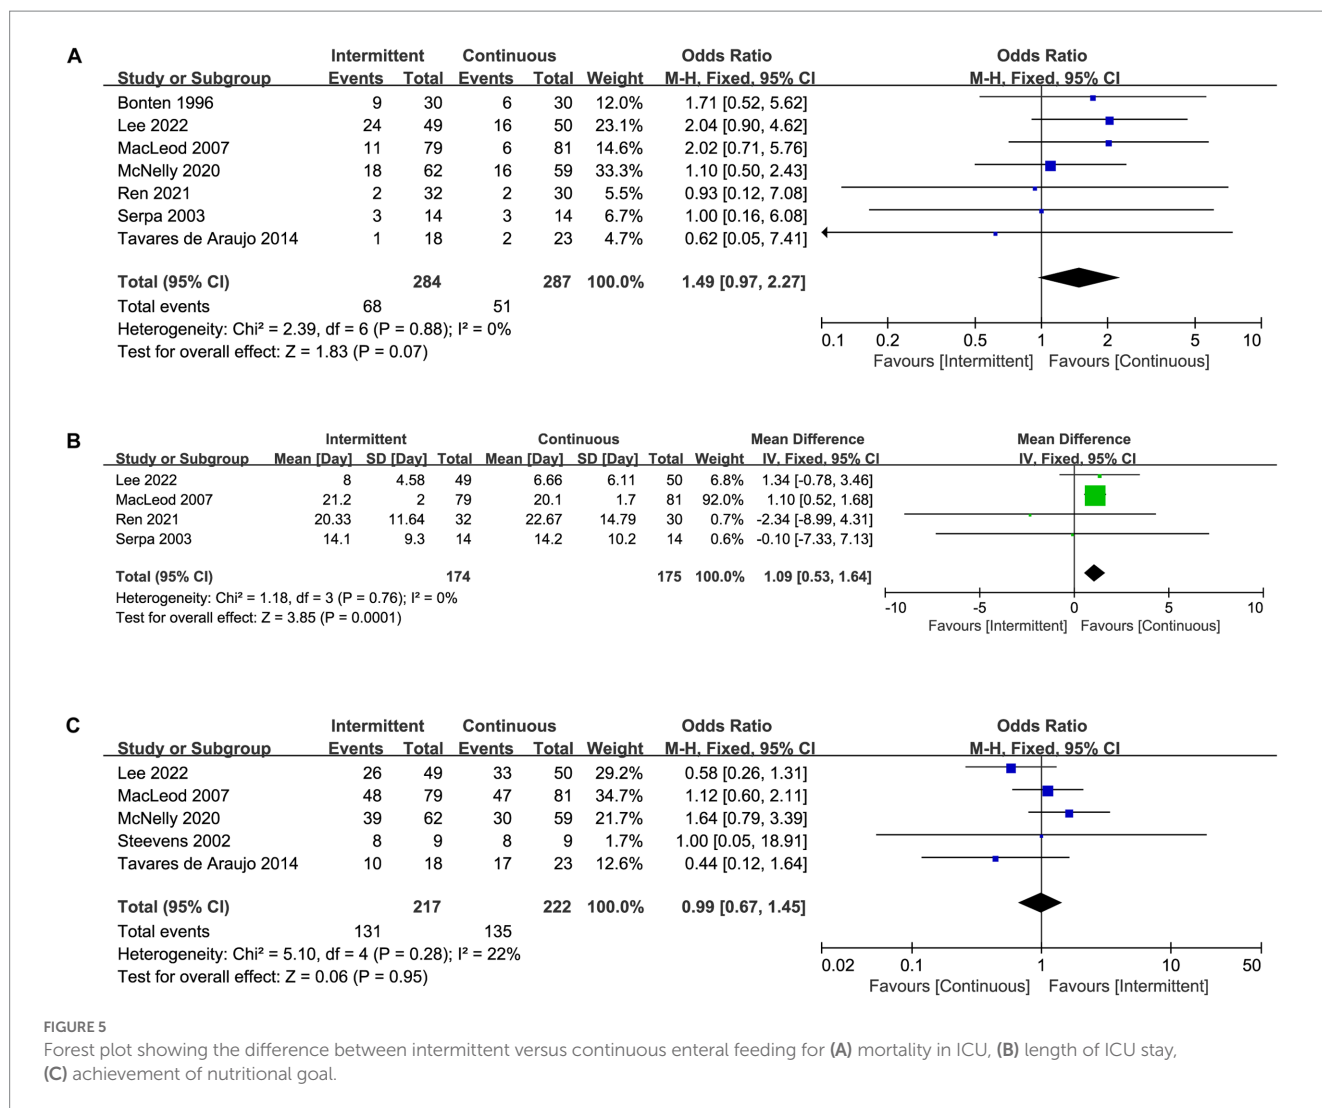 A
Intermittent Continuous Odds Ratio Odds Ratio
Study or Subgroup Events Total Events Total Weight M-H, Fixed, 95% CI M-H, Fixed, 95% CI
Bonten 1996 9 30 6 30 12.0% 1.71 [0.52, 5.62]
Lee 2022 24 49 16 50 23.1% 2.04 [0.90, 4.62]
MacLeod 2007 11 79 6 81 14.6% 2.02 [0.71, 5.76]
McNelly 2020 18 62 16 59 33.3% 1.10 [0.50, 2.43]
Ren 2021 2 32 2 30 5.5% 0.93 [0.12, 7.08]
Serpa 2003 3 14 3 14 6.7% 1.00 [0.16, 6.08]
Tavares de Araujo 2014 1 18 2 23 4.7% 0.62 [0.05, 7.41]
Total (95% CI) 284 287 100.0% 1.49 [0.97, 2.27]
Total events 68 51
Heterogeneity: Chi² = 2.39, df = 6 (P = 0.88); I² = 0%
Test for overall effect: Z = 1.83 (P = 0.07)
0.1 0.2 0.5 1 2 5 10
Favours [Intermittent] Favours [Continuous]
B
Intermittent Continuous Mean Difference Mean Difference
Study or Subgroup Mean [Day] SD [Day] Total Mean [Day] SD [Day] Total Weight IV, Fixed, 95% CI IV, Fixed, 95% CI
Lee 2022 8 4.58 49 6.66 6.11 50 6.8% 1.34 [-0.78, 3.46]
MacLeod 2007 21.2 2 79 20.1 1.7 81 92.0% 1.10 [0.52, 1.68]
Ren 2021 20.33 11.64 32 22.67 14.79 30 0.7% -2.34 [-8.99, 4.31]
Serpa 2003 14.1 9.3 14 14.2 10.2 14 0.6% -0.10 [-7.33, 7.13]
Total (95% CI) 174 175 100.0% 1.09 [0.53, 1.64]
Heterogeneity: Chi² = 1.18, df = 3 (P = 0.76); I² = 0%
Test for overall effect: Z = 3.85 (P = 0.0001)
-10 -5 0 5 10
Favours [Intermittent] Favours [Continuous]
C
Intermittent Continuous Odds Ratio Odds Ratio
Study or Subgroup Events Total Events Total Weight M-H, Fixed, 95% CI M-H, Fixed, 95% CI
Lee 2022 26 49 33 50 29.2% 0.58 [0.26, 1.31]
MacLeod 2007 48 79 47 81 34.7% 1.12 [0.60, 2.11]
McNelly 2020 39 62 30 59 21.7% 1.64 [0.79, 3.39]
Steevens 2002 8 9 8 9 1.7% 1.00 [0.05, 18.91]
Tavares de Araujo 2014 10 18 17 23 12.6% 0.44 [0.12, 1.64]
Total (95% CI) 217 222 100.0% 0.99 [0.67, 1.45]
Total events 131 135
Heterogeneity: Chi² = 5.10, df = 4 (P = 0.28); I² = 22%
Test for overall effect: Z = 0.06 (P = 0.95)
0.02 0.1 1 10 50
Favours [Continuous] Favours [Intermittent]
FIGURE 5
Forest plot showing the difference between intermittent versus continuous enteral feeding for (A) mortality in ICU, (B) length of ICU stay,
(C) achievement of nutritional goal.